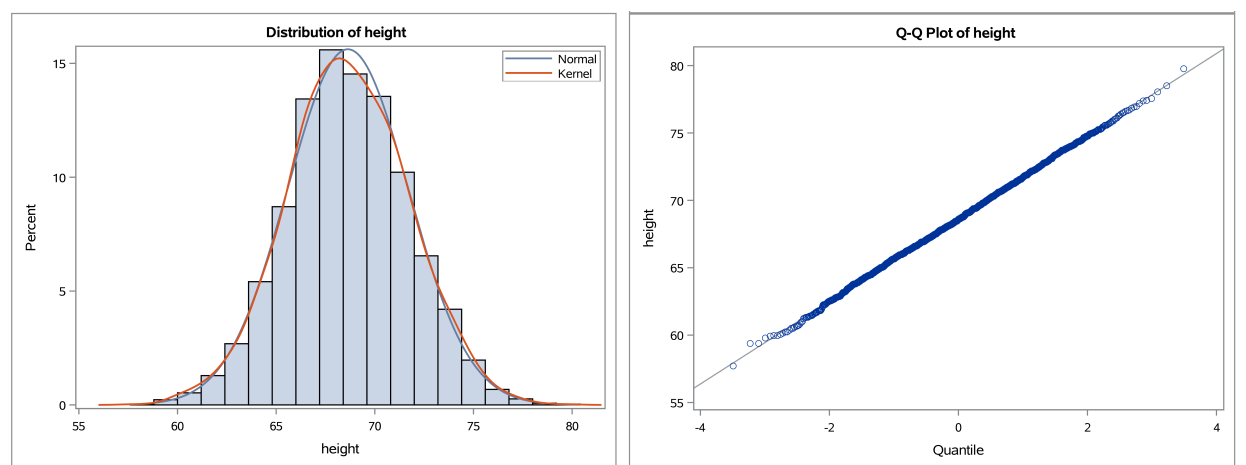 Distribution of height
Normal
Kernel
15
10
5
0
Percent
55
60
65
70
75
80
height
Q-Q Plot of height
80
75
70
65
60
55
height
-4
-2
0
2
4
Quantile